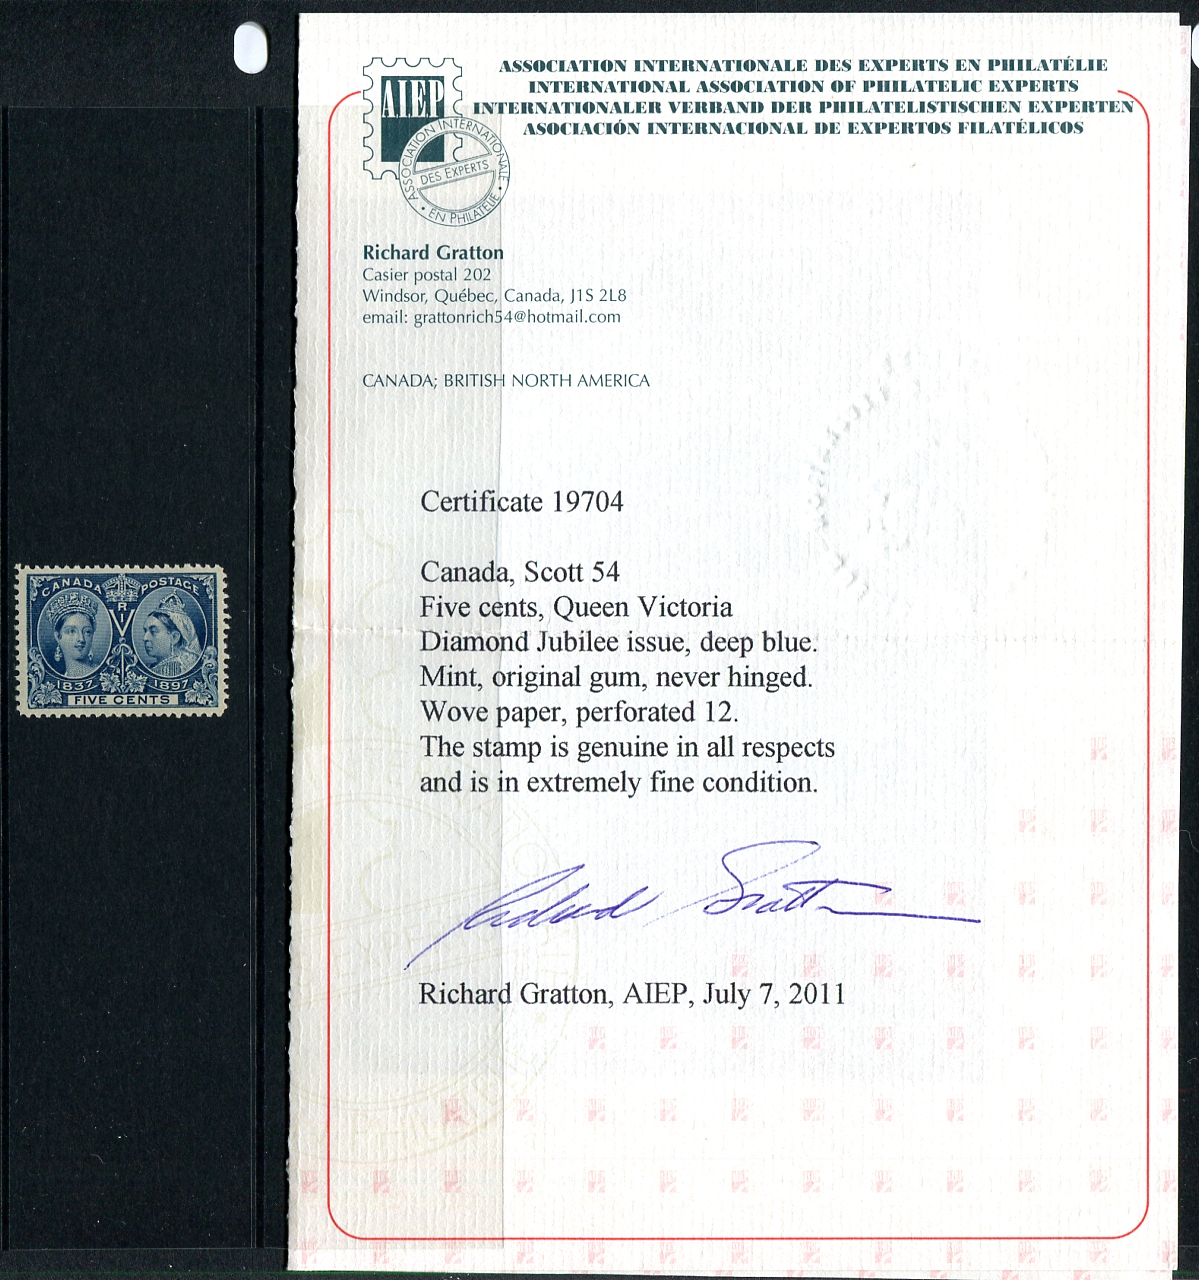 ASSOCIATION INTERNATIONALE DES EXPERTS EN PHILATÉLIE
INTERNATIONAL ASSOCIATION OF PHILATELIC EXPERTS
INTERNATIONALER VERBAND DER PHILATELISTISCHEN EXPERTEN
ASOCIACIÓN INTERNACIONAL DE EXPERTOS FILATÉLICOS
AIEP
ASSOCIATION INTERNATIONALE
DES EXPERTS
EN PHILATÉLIE
Richard Gratton
Casier postal 202
Windsor, Québec, Canada, J1S 2L8
email: grattonrich54@hotmail.com
CANADA; BRITISH NORTH AMERICA
Certificate 19704
Canada, Scott 54
Five cents, Queen Victoria
Diamond Jubilee issue, deep blue.
Mint, original gum, never hinged.
Wove paper, perforated 12.
The stamp is genuine in all respects
and is in extremely fine condition.
Richard Gratton
Richard Gratton, AIEP, July 7, 2011
CANADA POSTAGE
V R I
1837 1897
FIVE CENTS